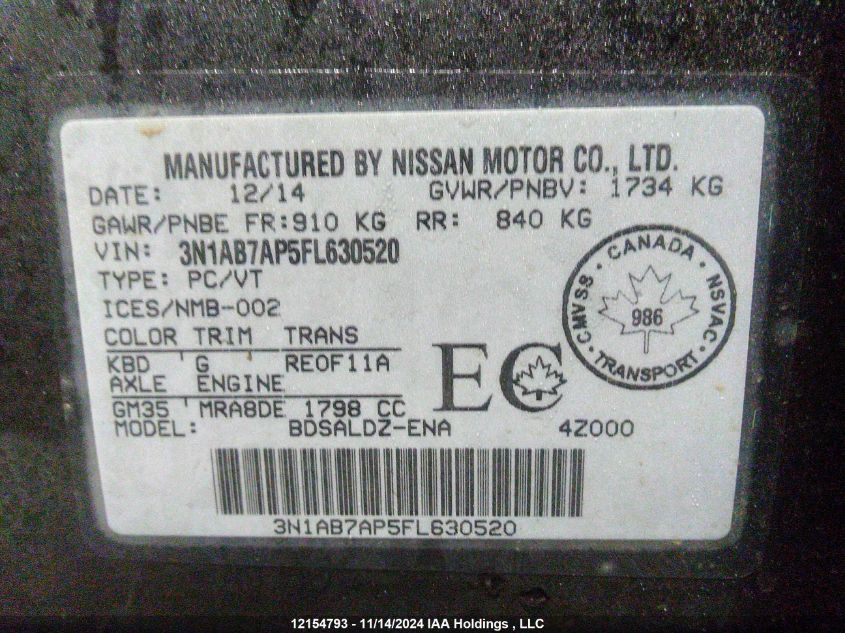 MANUFACTURED BY NISSAN MOTOR CO., LTD.
DATE: 12/14 GVWR/PNBV: 1734 KG
GAWR/PNBE FR:910 KG RR: 840 KG
VIN: 3N1AB7AP5FL630520
TYPE: PC/VT
ICES/NMB-002
COLOR TRIM TRANS
KBD G REOF11A
AXLE ENGINE
GM35 MRA8DE 1798 CC
MODEL: BDSALDZ-ENA 4Z000
EC
CANADA
CMVSS • NSVAC
986
TRANSPORT
3N1AB7AP5FL630520
12154793 - 11/14/2024 IAA Holdings , LLC